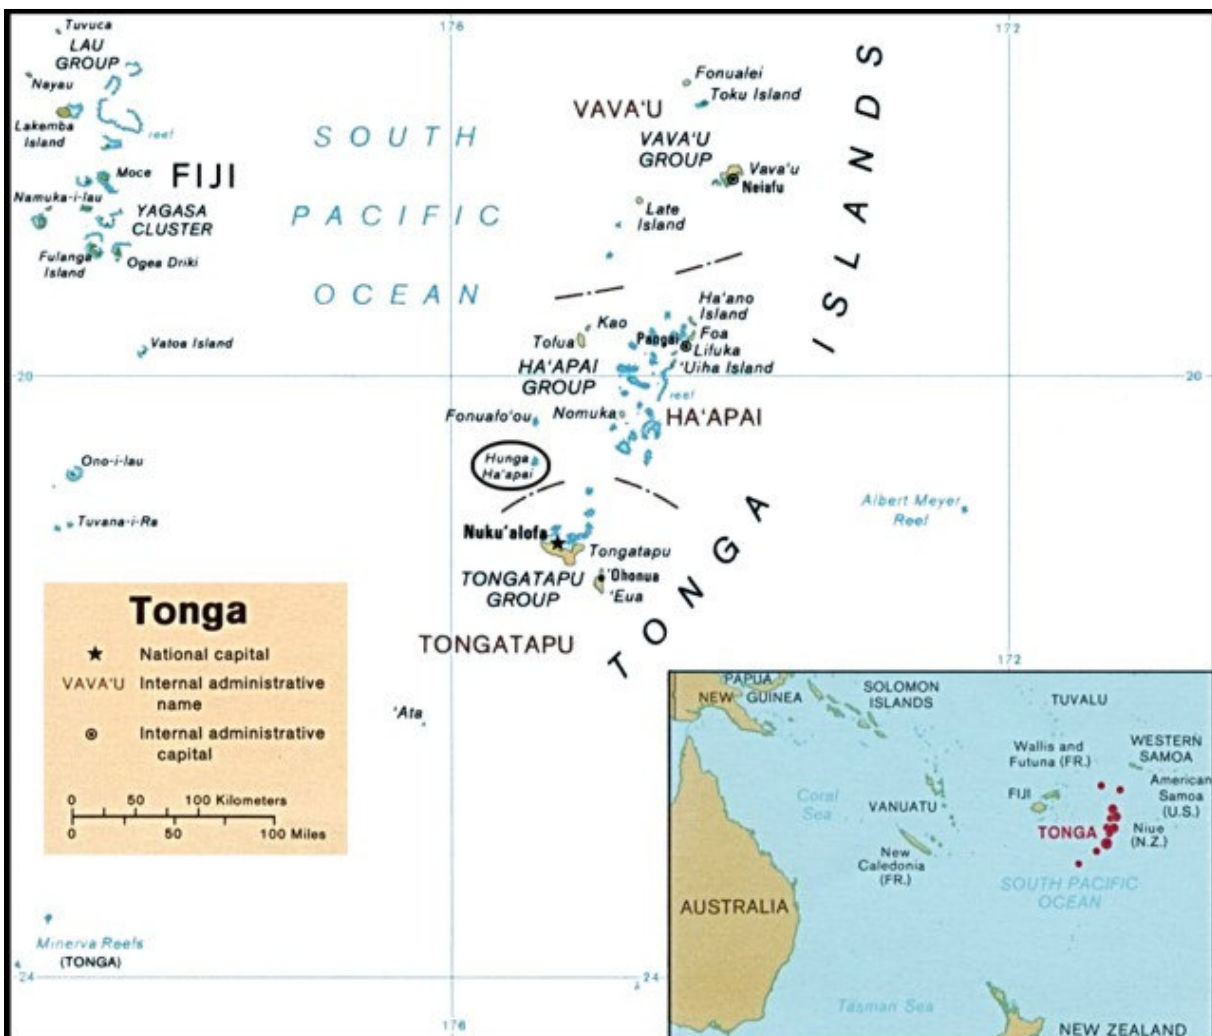 176
172
Tuvuca
LAU
GROUP
Nayau
Lakemba
Island
reef
Moce
FIJI
Namuka-i-lau
YAGASA
CLUSTER
Fulanga
Island
Ogea Driki
Vatoa Island
SOUTH
PACIFIC
OCEAN
Fonualei
Toku Island
VAVA'U
VAVA'U
GROUP
Vava'u
Neiafu
Late
Island
Ha'ano
Island
Kao
Foa
Tofua
Pangai
Lifuka
'Uiha Island
HA'APAI
GROUP
20
20
reef
Fonuafo'ou
Nomuka
HA'APAI
Hunga
Ha'apai
Ono-i-lau
Tuvana-i-Ra
Albert Meyer
Reef
Nuku'alofa
Tongatapu
'Ohonua
'Eua
TONGATAPU
GROUP
TONGATAPU
TONGA ISLANDS
'Ata
Tonga
National capital
VAVA'U Internal administrative
name
Internal administrative
capital
0 50 100 Kilometers
0 50 100 Miles
Minerva Reefs
(TONGA)
24
24
176
172
PAPUA
NEW GUINEA
SOLOMON
ISLANDS
TUVALU
Wallis and
Futuna (FR.)
WESTERN
SAMOA
American
Samoa
(U.S.)
FIJI
Coral
Sea
VANUATU
TONGA
Niue
(N.Z.)
New
Caledonia
(FR.)
SOUTH PACIFIC
OCEAN
AUSTRALIA
Tasman Sea
NEW ZEALAND